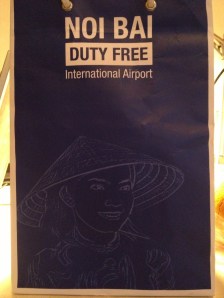 NOI BAI
DUTY FREE
International Airport